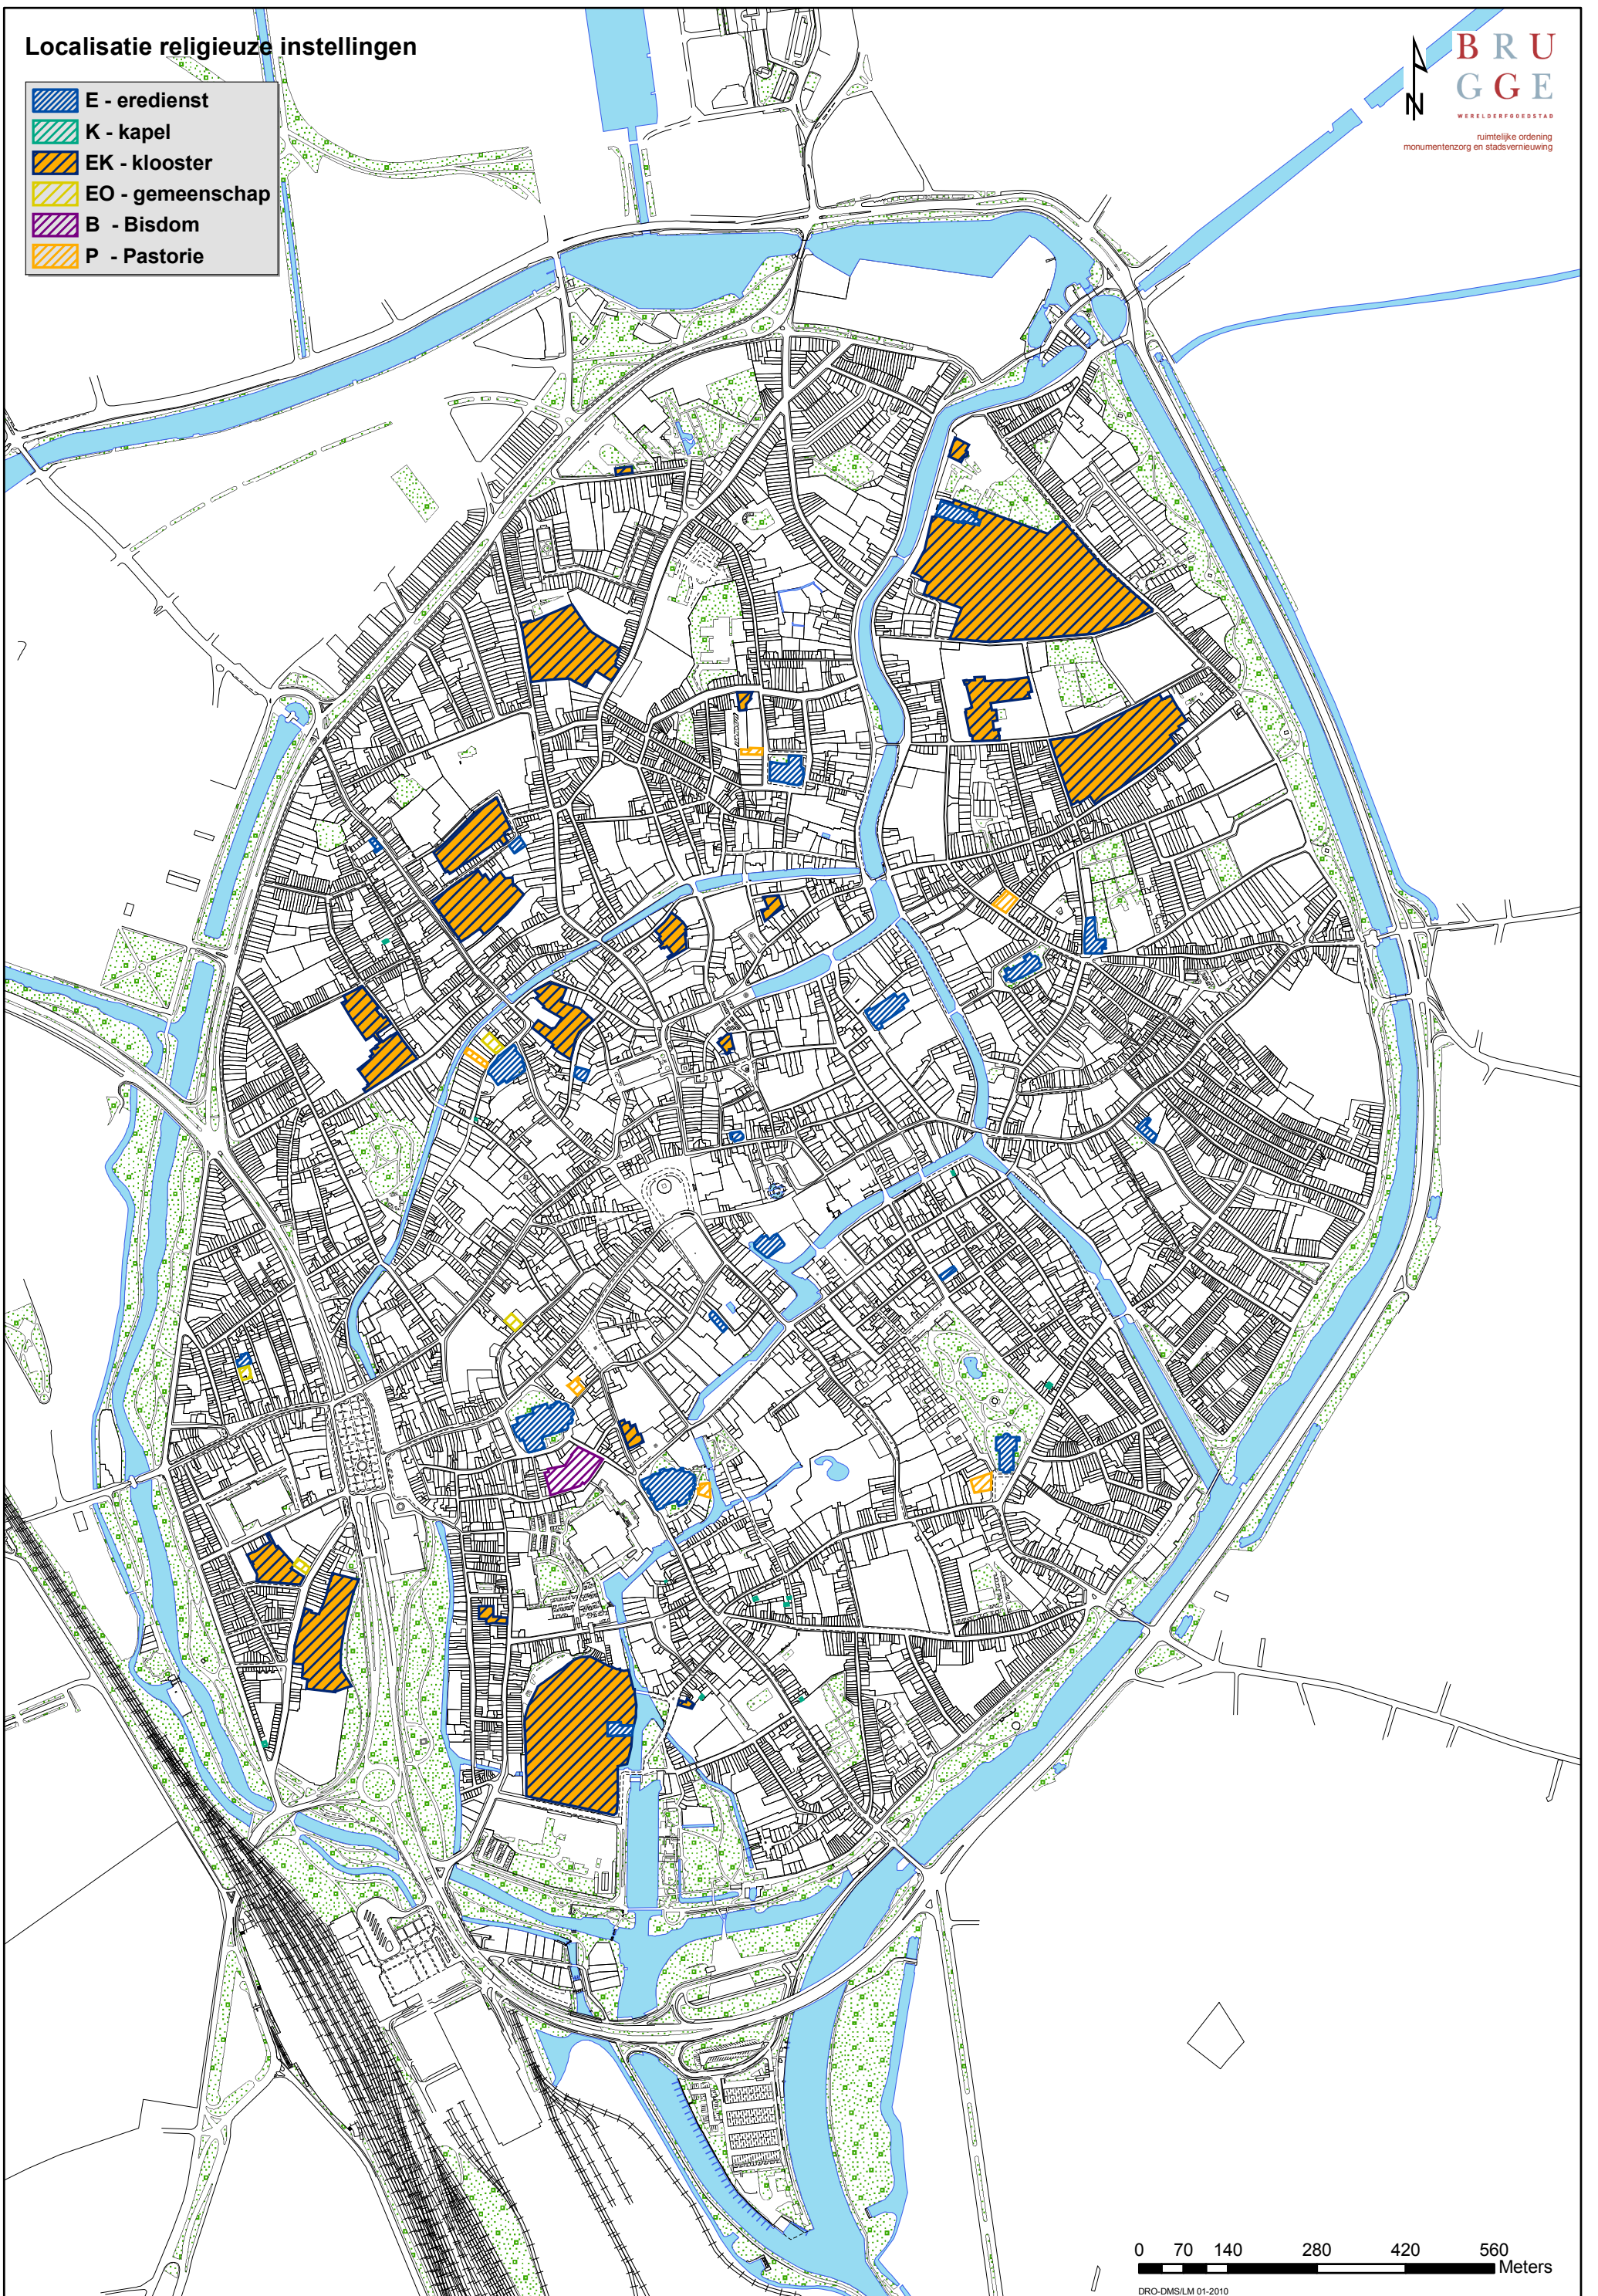 Localisatie religieuze instellingen
E - eredienst
K - kapel
EK - klooster
EO - gemeenschap
B - Bisdom
P - Pastorie
B R U
G G E
WERELDERFGOEDSTAD
ruimtelijke ordening
monumentenzorg en stadsvernieuwing
N
0 70 140 280 420 560
Meters
DRO-DMS/LM 01-2010